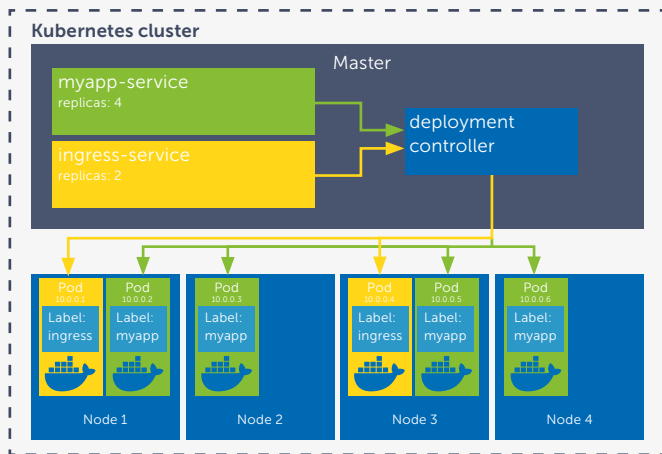 Kubernetes cluster
Master
myapp-service
replicas: 4
ingress-service
replicas: 2
deployment
controller
Pod
10.0.0.1
Label:
ingress
Pod
10.0.0.2
Label:
myapp
Node 1
Pod
10.0.0.3
Label:
myapp
Node 2
Pod
10.0.0.4
Label:
ingress
Pod
10.0.0.5
Label:
myapp
Node 3
Pod
10.0.0.6
Label:
myapp
Node 4